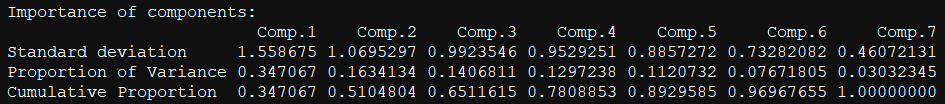 Importance of components:
                          Comp.1    Comp.2    Comp.3    Comp.4    Comp.5     Comp.6     Comp.7
Standard deviation     1.558675 1.0695297 0.9923546 0.9529251 0.8857272 0.73282082 0.46072131
Proportion of Variance 0.347067 0.1634134 0.1406811 0.1297238 0.1120732 0.07671805 0.03032345
Cumulative Proportion  0.347067 0.5104804 0.6511615 0.7808853 0.8929585 0.96967655 1.00000000